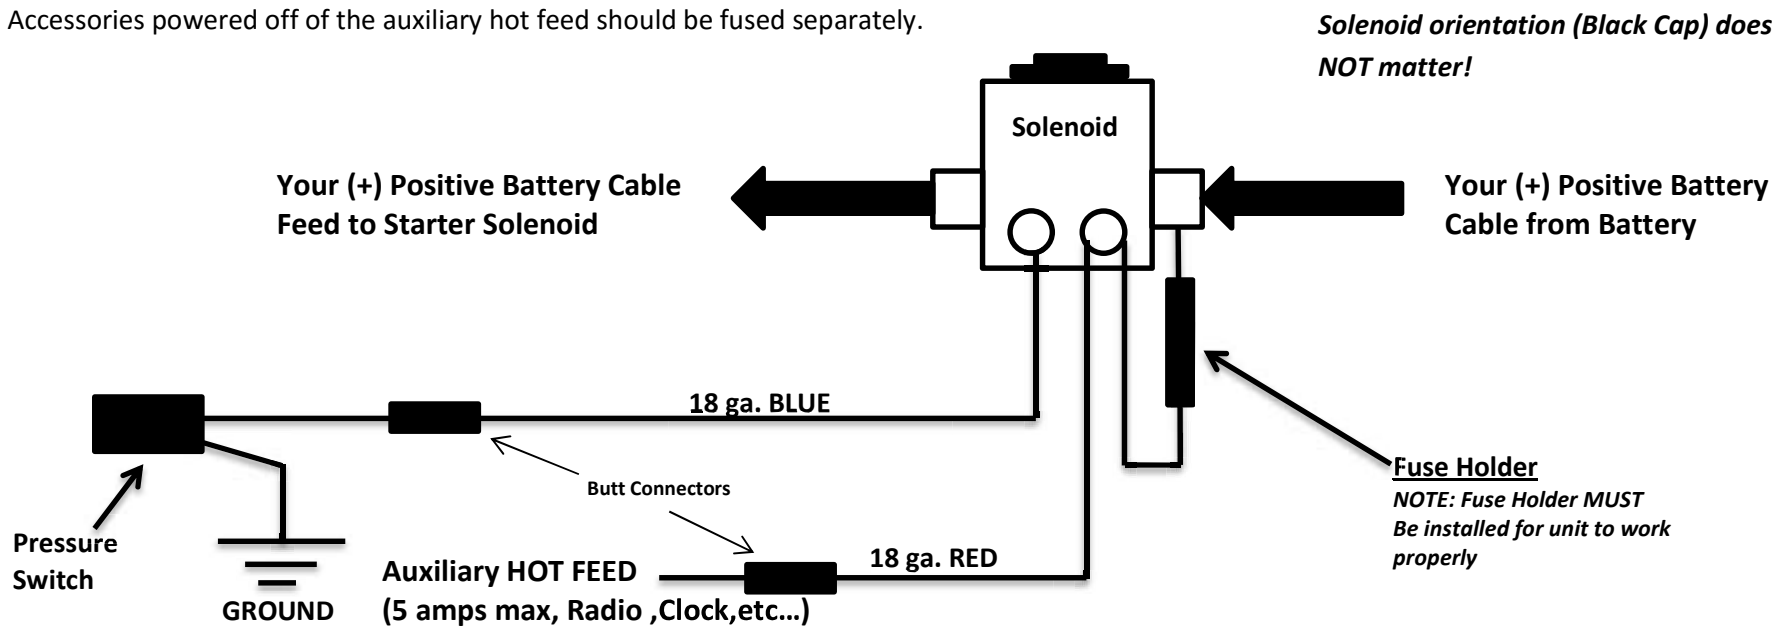 Accessories powered off of the auxiliary hot feed should be fused separately.
Solenoid orientation (Black Cap) does
NOT matter!
Solenoid
Your (+) Positive Battery Cable
Feed to Starter Solenoid
Your (+) Positive Battery
Cable from Battery
18 ga. BLUE
Butt Connectors
Fuse Holder
NOTE: Fuse Holder MUST
Be installed for unit to work
properly
Pressure
Switch
GROUND
18 ga. RED
Auxiliary HOT FEED
(5 amps max, Radio ,Clock,etc...)